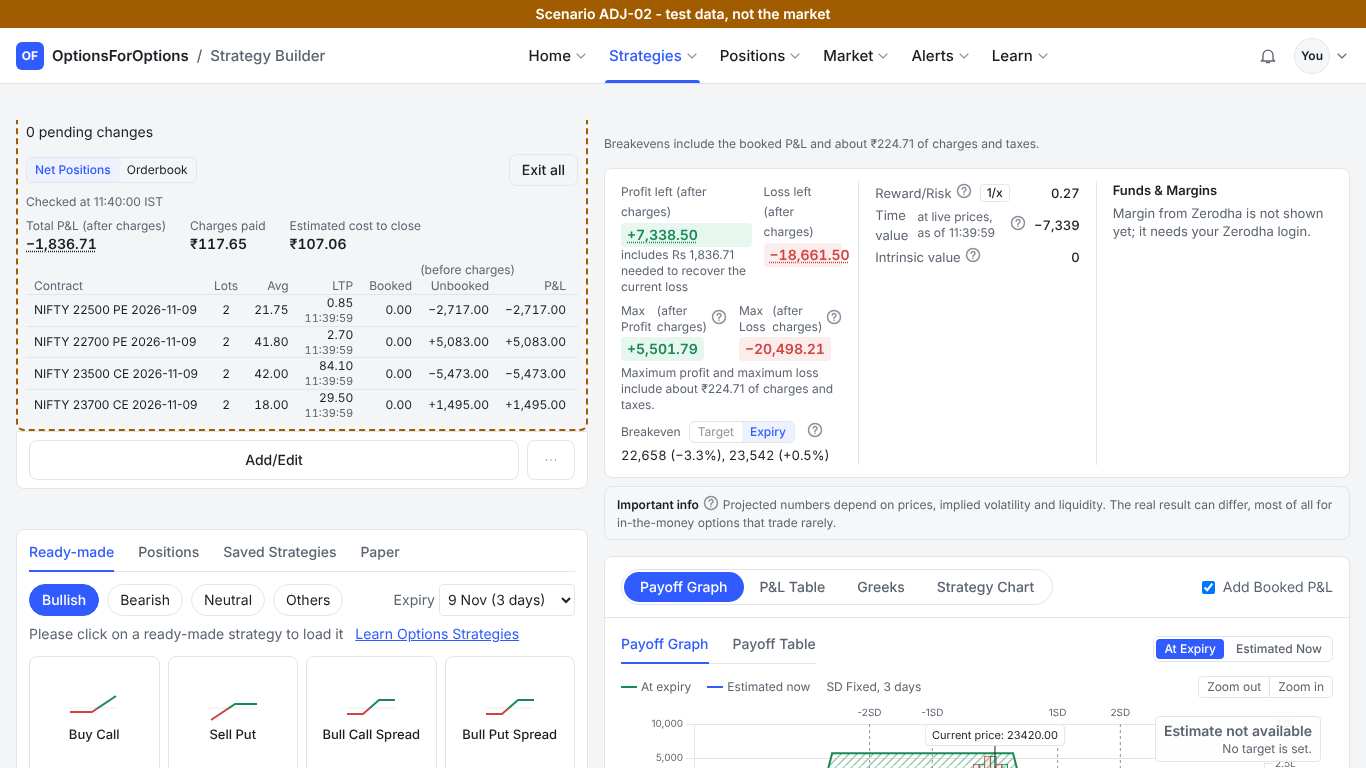 Scenario ADJ-02 - test data, not the market
OF OptionsForOptions / Strategy Builder
Home Strategies Positions Market Alerts Learn
You
0 pending changes
Net Positions Orderbook Exit all
Checked at 11:40:00 IST
Total P&L (after charges) Charges paid Estimated cost to close
−1,836.71 ₹117.65 ₹107.06
(before charges)
Contract Lots Avg LTP Booked Unbooked P&L
NIFTY 22500 PE 2026-11-09 2 21.75 0.85 0.00 −2,717.00 −2,717.00
11:39:59
NIFTY 22700 PE 2026-11-09 2 41.80 2.70 0.00 +5,083.00 +5,083.00
11:39:59
NIFTY 23500 CE 2026-11-09 2 42.00 84.10 0.00 −5,473.00 −5,473.00
11:39:59
NIFTY 23700 CE 2026-11-09 2 18.00 29.50 0.00 +1,495.00 +1,495.00
11:39:59
Add/Edit ...
Ready-made Positions Saved Strategies Paper
Bullish Bearish Neutral Others Expiry 9 Nov (3 days)
Please click on a ready-made strategy to load it Learn Options Strategies
Buy Call Sell Put Bull Call Spread Bull Put Spread
Breakevens include the booked P&L and about ₹224.71 of charges and taxes.
Profit left (after charges)
+7,338.50
includes Rs 1,836.71 needed to recover the current loss
Loss left (after charges)
−18,661.50
Max Profit (after charges) ?
+5,501.79
Max Loss (after charges) ?
−20,498.21
Maximum profit and maximum loss include about ₹224.71 of charges and taxes.
Breakeven Target Expiry ?
22,658 (−3.3%), 23,542 (+0.5%)
Reward/Risk ? 1/x 0.27
Time value at live prices, as of 11:39:59 ? −7,339
Intrinsic value ? 0
Funds & Margins
Margin from Zerodha is not shown yet; it needs your Zerodha login.
Important info ? Projected numbers depend on prices, implied volatility and liquidity. The real result can differ, most of all for
in-the-money options that trade rarely.
Payoff Graph P&L Table Greeks Strategy Chart Add Booked P&L
Payoff Graph Payoff Table At Expiry Estimated Now
At expiry Estimated now SD Fixed, 3 days Zoom out Zoom in
-2SD -1SD 1SD 2SD
10,000
Current price: 23420.00
5,000
Estimate not available
No target is set.